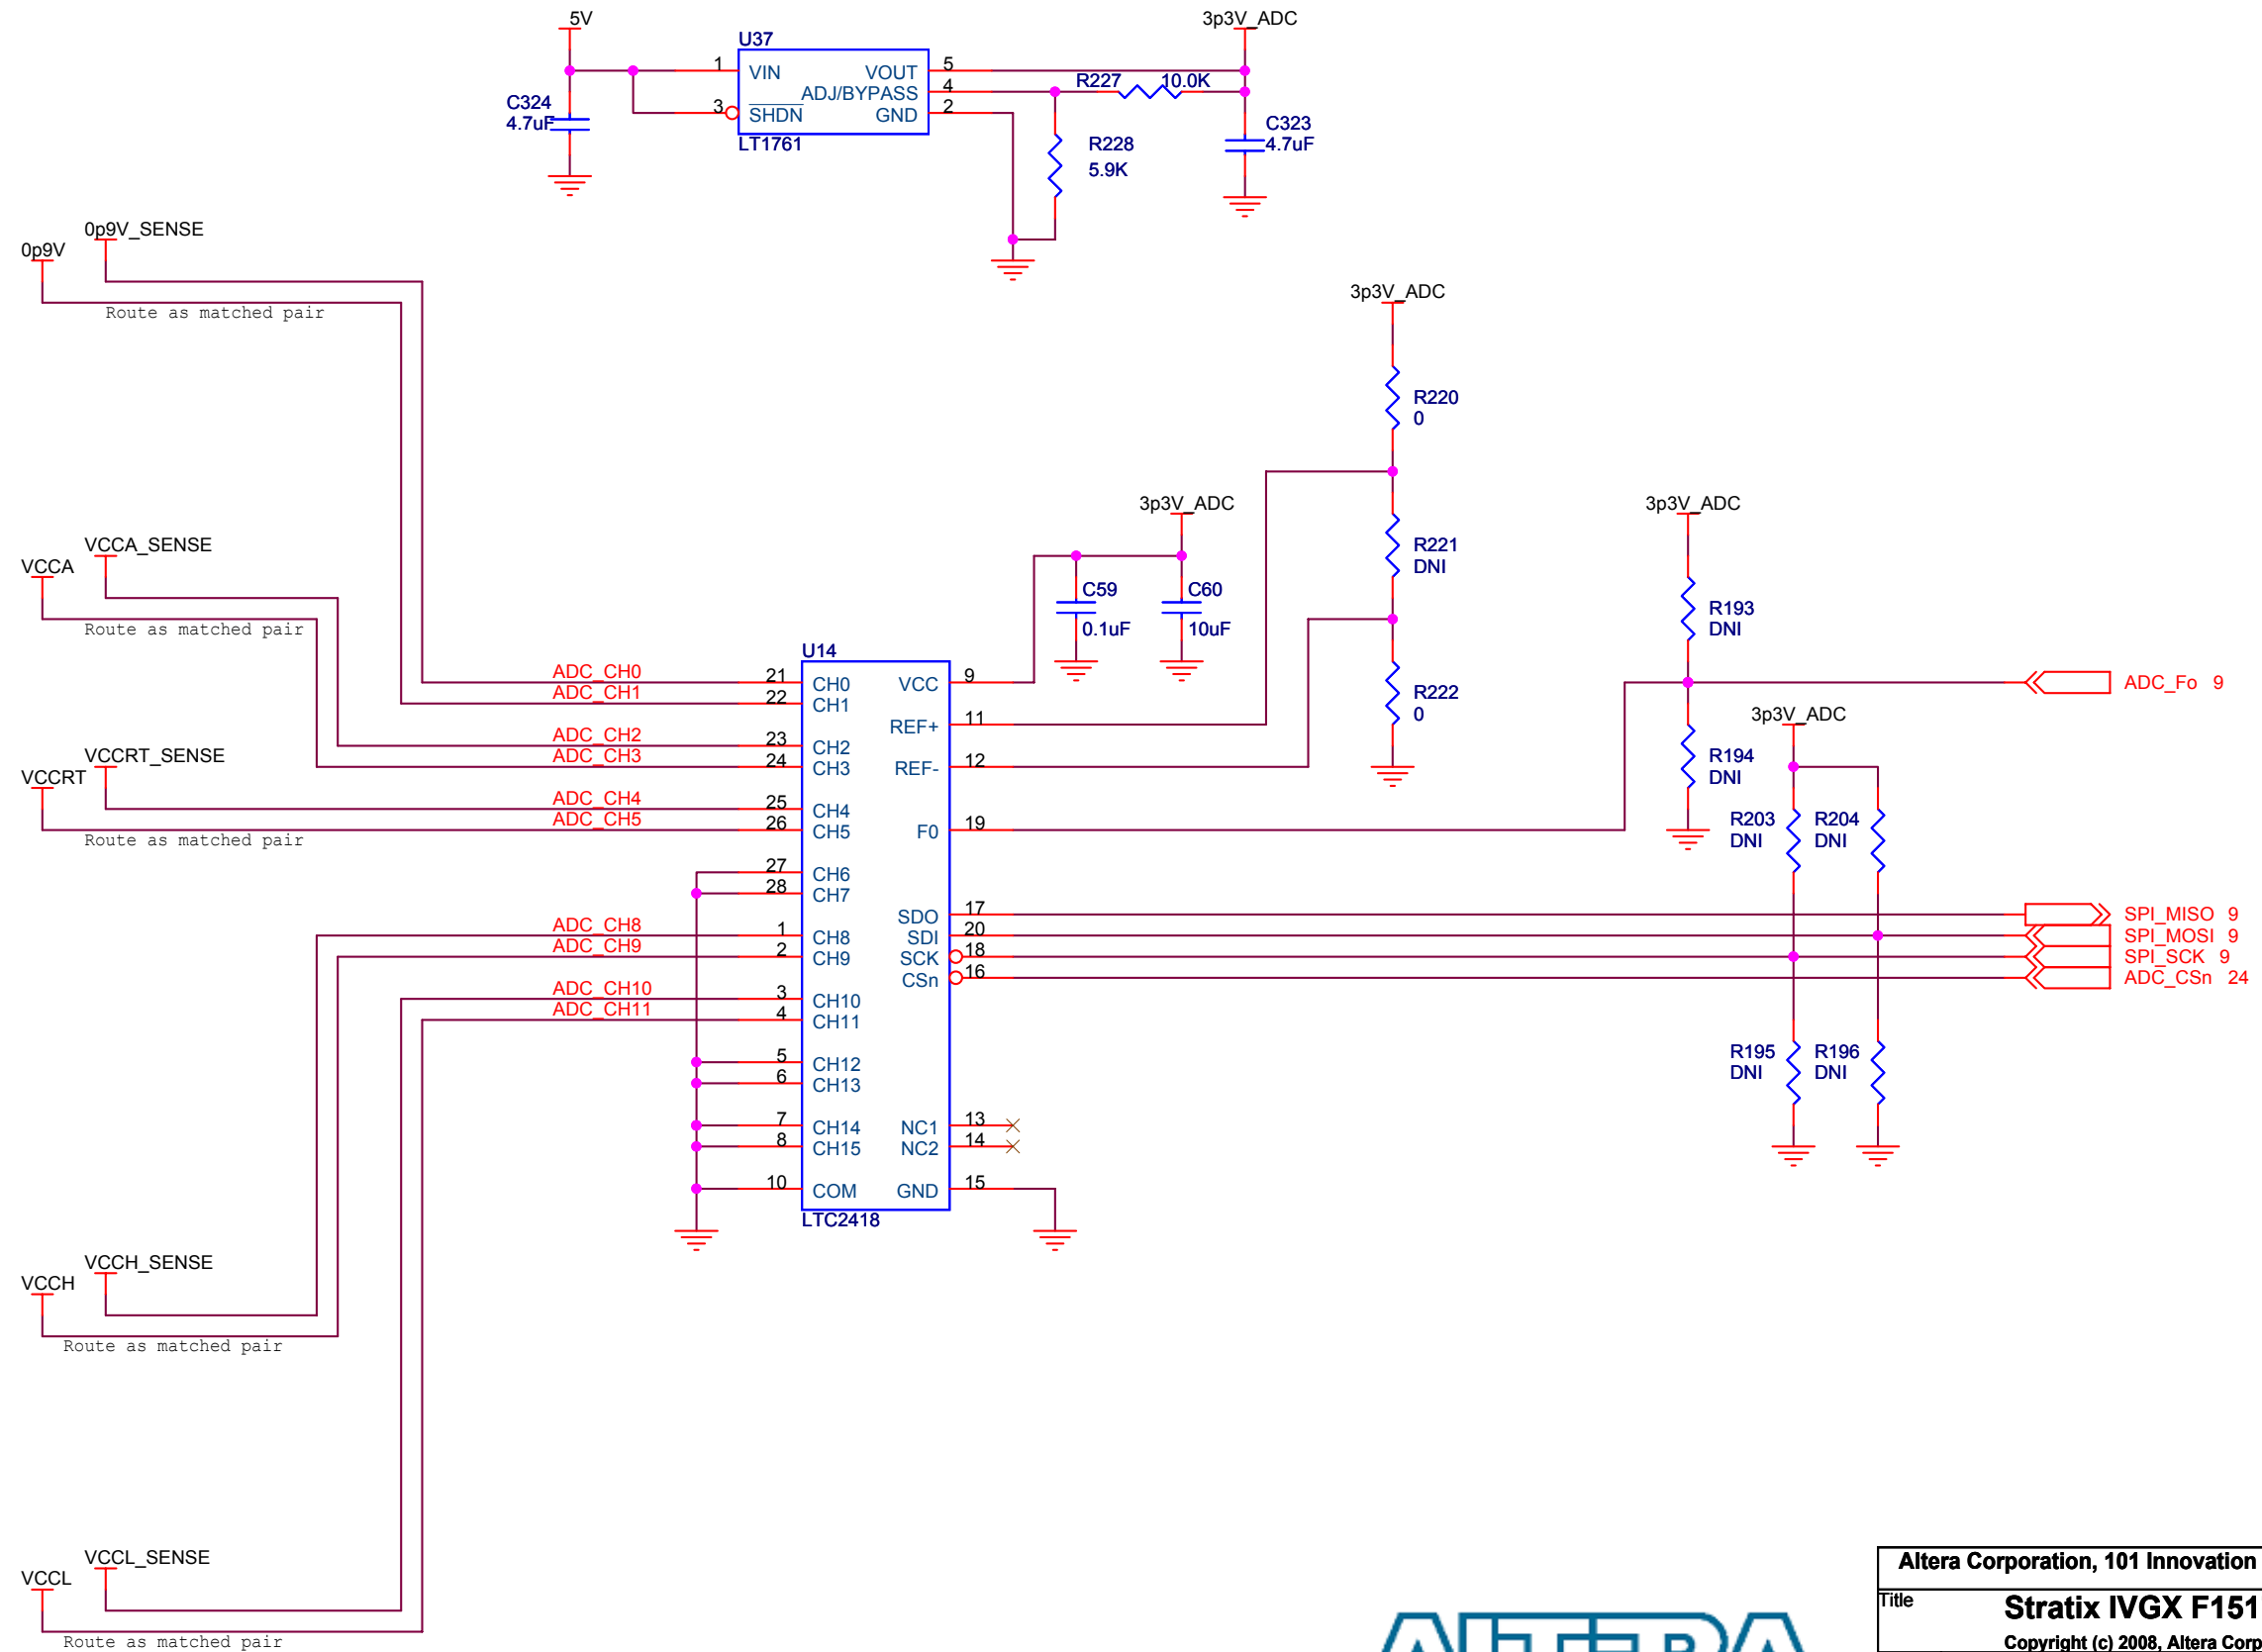 5V
3p3V_ADC
U37
1 VIN VOUT 5
ADJ/BYPASS 4
3 SHDN GND 2
LT1761
R227 10.0K
C324
4.7uF
R228
5.9K
C323
4.7uF
0p9V_SENSE
0p9V
Route as matched pair
3p3V_ADC
R220
0
R221
DNI
R222
0
VCCA_SENSE
VCCA
Route as matched pair
3p3V_ADC
C59
0.1uF
C60
10uF
3p3V_ADC
R193
DNI
R194
DNI
ADC_Fo 9
VCCRT_SENSE
VCCRT
Route as matched pair
U14
ADC_CH0 21 CH0 VCC 9
ADC_CH1 22 CH1
REF+ 11
ADC_CH2 23 CH2
ADC_CH3 24 CH3 REF- 12
ADC_CH4 25 CH4
ADC_CH5 26 CH5 F0 19
27 CH6
28 CH7
SDO 17
ADC_CH8 1 CH8 SDI 20
ADC_CH9 2 CH9 SCK 18
CSn 16
ADC_CH10 3 CH10
ADC_CH11 4 CH11
5 CH12
6 CH13
7 CH14 NC1 13
8 CH15 NC2 14
10 COM GND 15
LTC2418
3p3V_ADC
R203
DNI
R204
DNI
SPI_MISO 9
SPI_MOSI 9
SPI_SCK 9
ADC_CSn 24
R195
DNI
R196
DNI
VCCH_SENSE
VCCH
Route as matched pair
VCCL_SENSE
VCCL
Route as matched pair
ALTERA
Altera Corporation, 101 Innovation
Title
Stratix IVGX F151
Copyright (c) 2008, Altera Corp